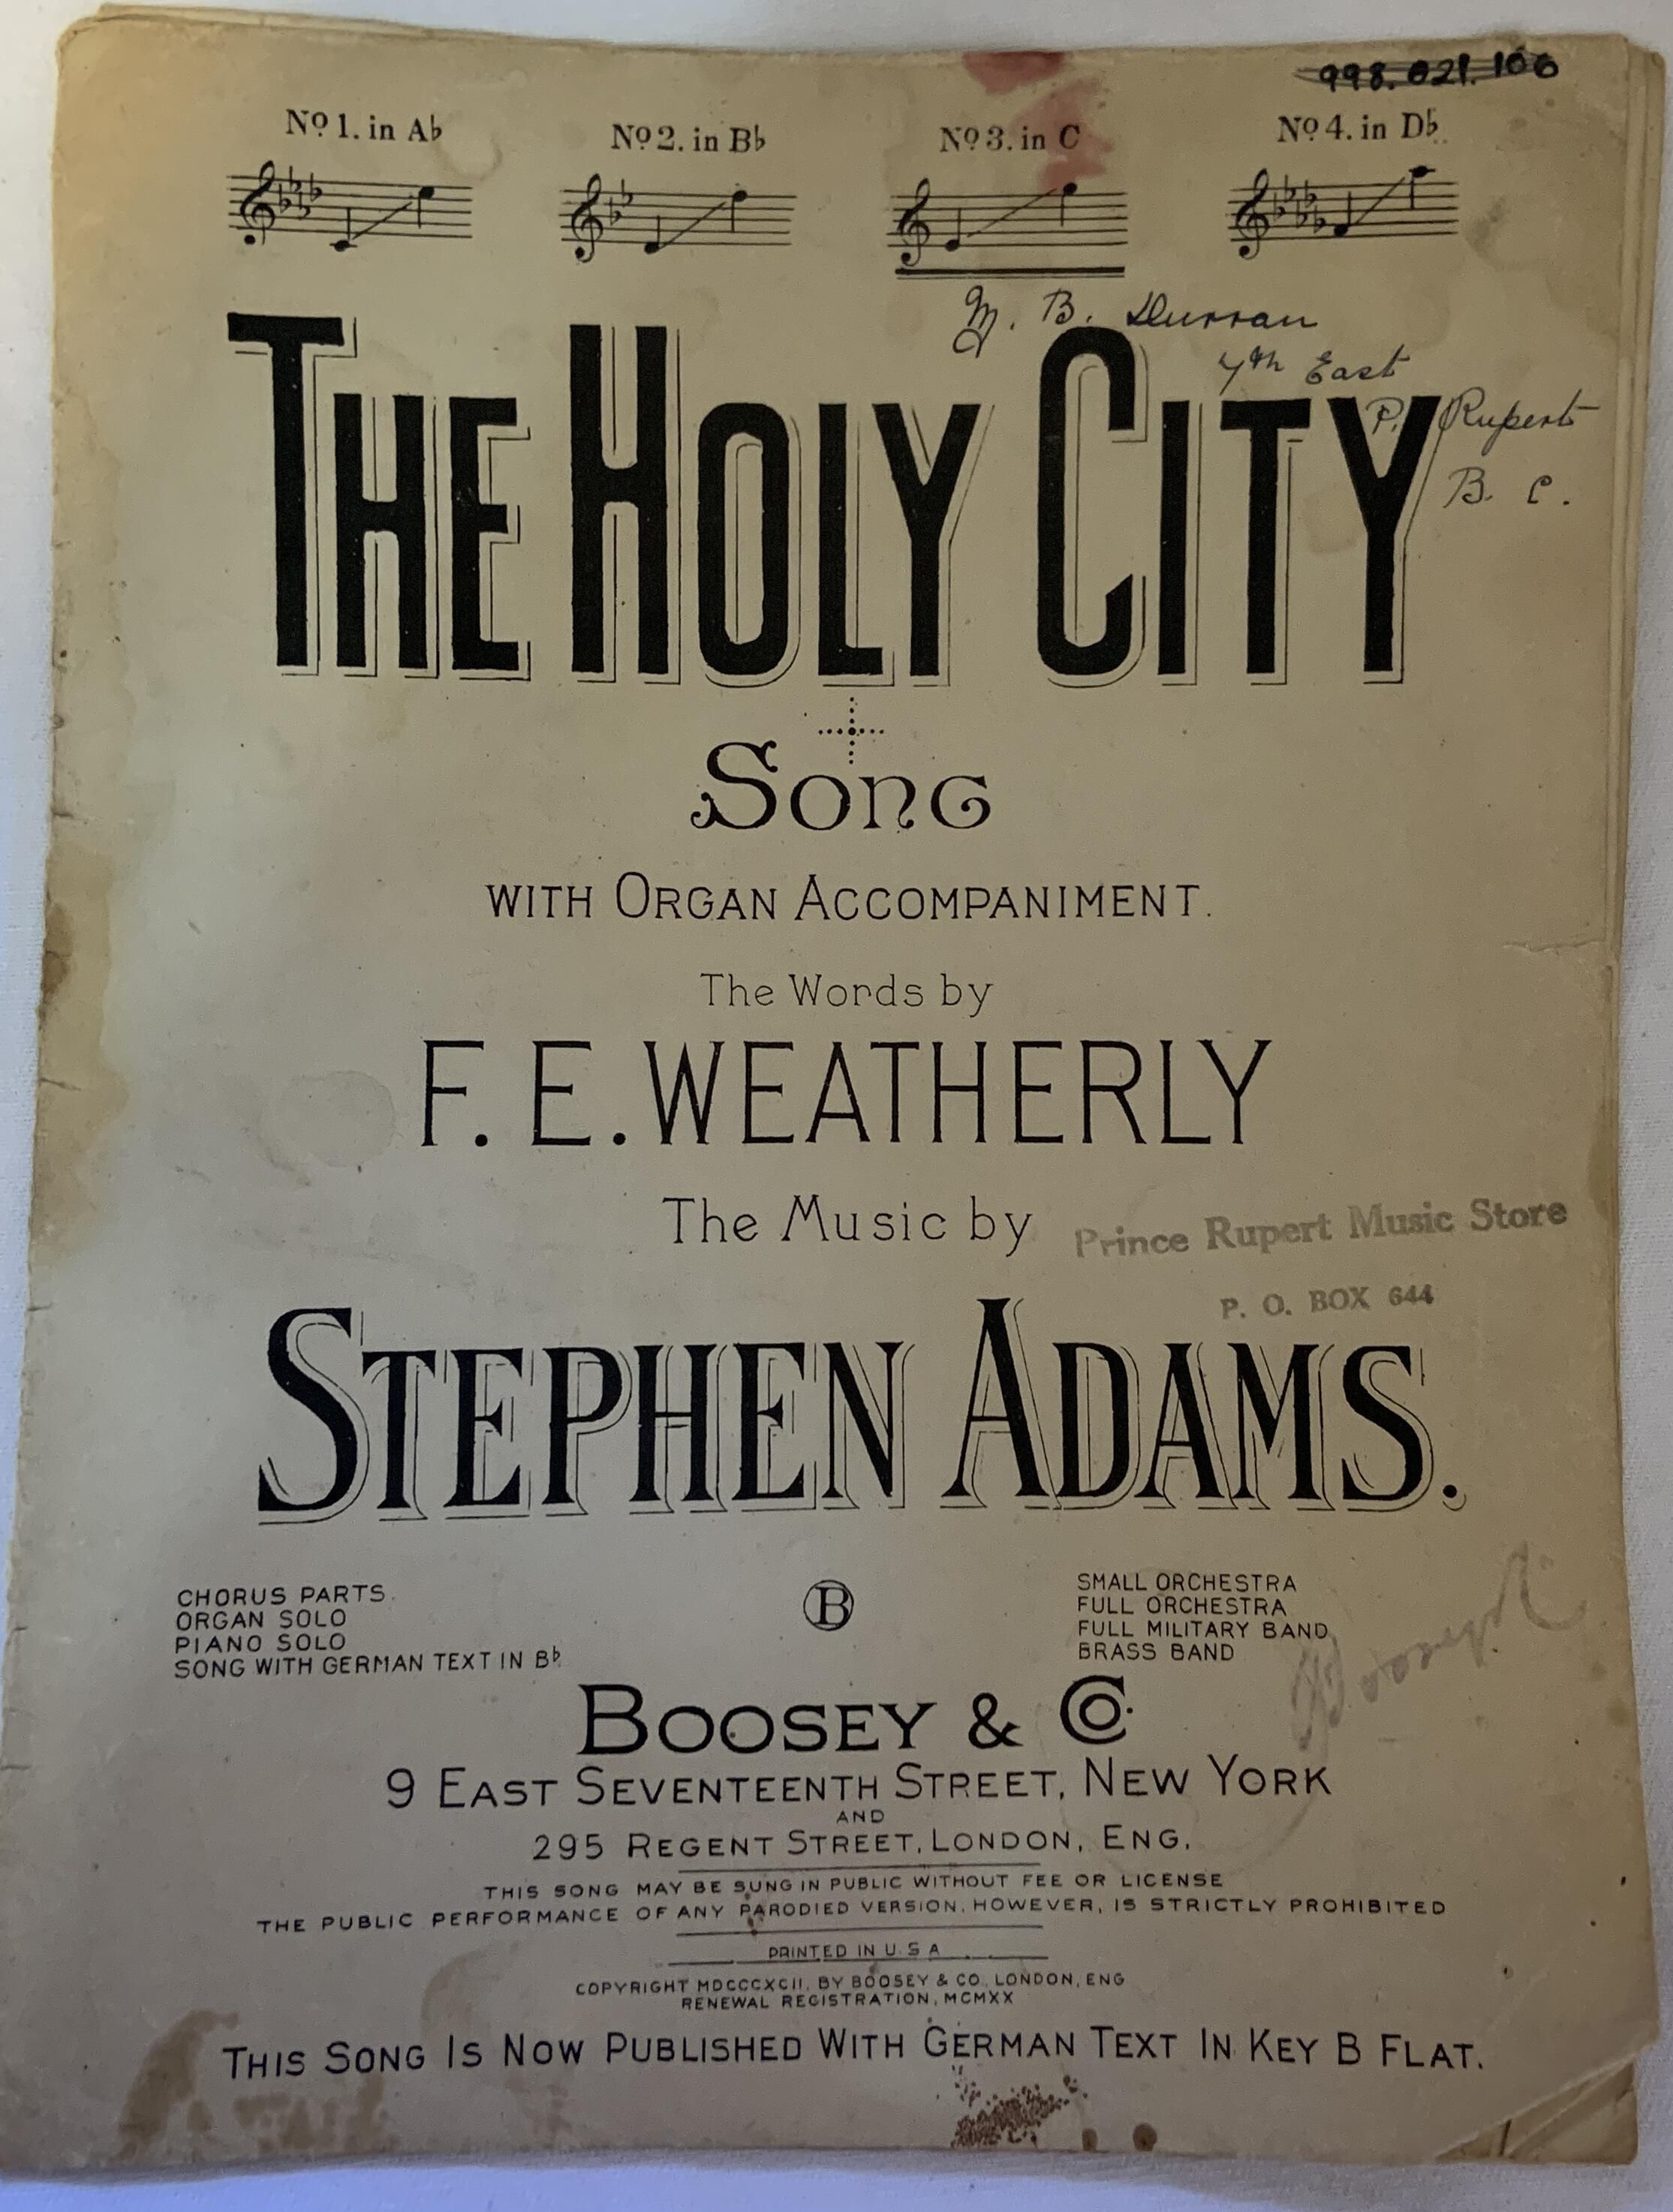 998.021.106
No 1. in A♭ No 2. in B♭ No 3. in C No 4. in D♭
M. B. Durran
7th East
P. Rupert
B. C.
THE HOLY CITY
SONG
WITH ORGAN ACCOMPANIMENT.
The Words by
F. E. WEATHERLY
The Music by
Prince Rupert Music Store
P. O. BOX 644
STEPHEN ADAMS.
CHORUS PARTS.
ORGAN SOLO
PIANO SOLO
SONG WITH GERMAN TEXT IN B♭
B
SMALL ORCHESTRA
FULL ORCHESTRA
FULL MILITARY BAND
BRASS BAND
BOOSEY & CO.
9 EAST SEVENTEENTH STREET, NEW YORK
AND
295 REGENT STREET, LONDON, ENG.
THIS SONG MAY BE SUNG IN PUBLIC WITHOUT FEE OR LICENSE
THE PUBLIC PERFORMANCE OF ANY PARODIED VERSION, HOWEVER, IS STRICTLY PROHIBITED
PRINTED IN U.S.A.
COPYRIGHT MDCCCXCII, BY BOOSEY & CO., LONDON, ENG
RENEWAL REGISTRATION, MCMXX
THIS SONG IS NOW PUBLISHED WITH GERMAN TEXT IN KEY B FLAT.